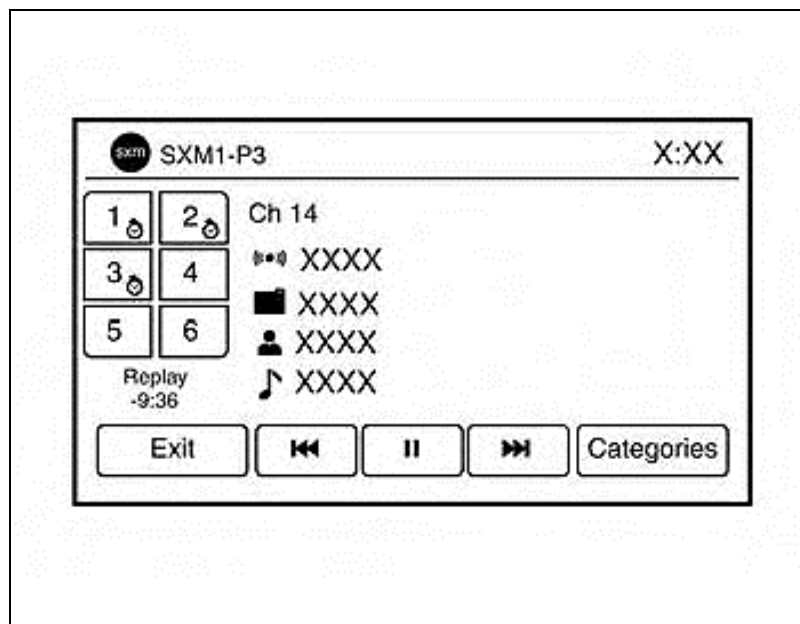 sxm SXM1-P3 X:XX
1 2 Ch 14
XXXX
3 4
XXXX
5 6 XXXX
Replay XXXX
-9:36
Exit Categories